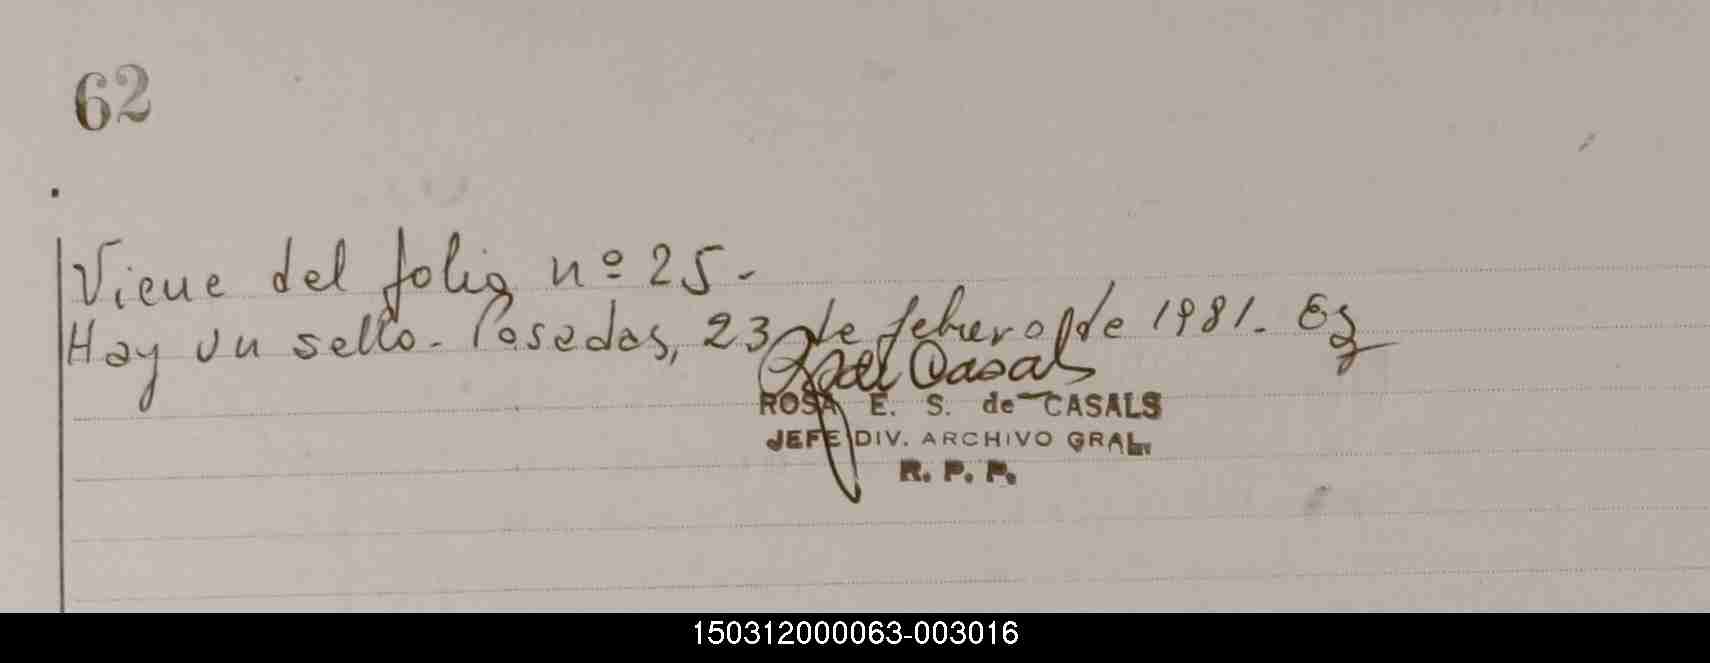 62
Viene del folio nº 25.-
Hay un sello.- Posadas, 23 de febrero de 1981.
ROSA E. S. de CASALS
JEFE DIV. ARCHIVO GRAL.
R. P. P.
150312000063-003016